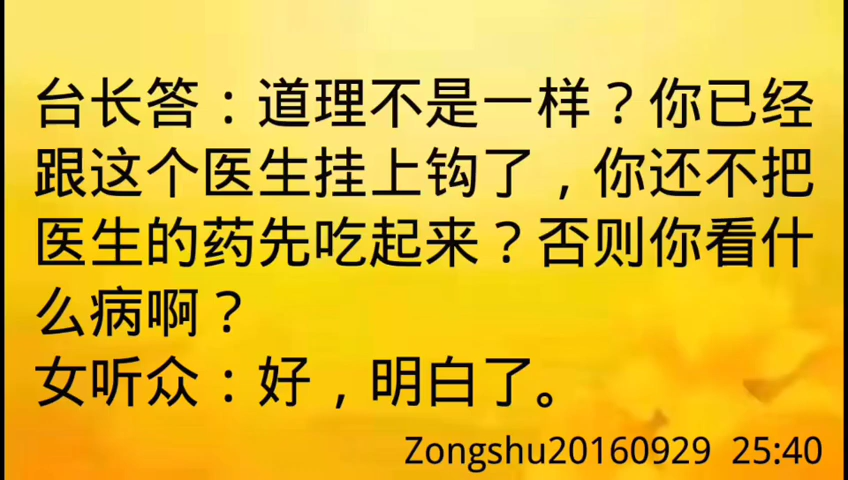 台长答：道理不是一样？你已经
跟这个医生挂上钩了，你还不把
医生的药先吃起来？否则你看什
么病啊？
女听众：好，明白了。
Zongshu20160929 25:40